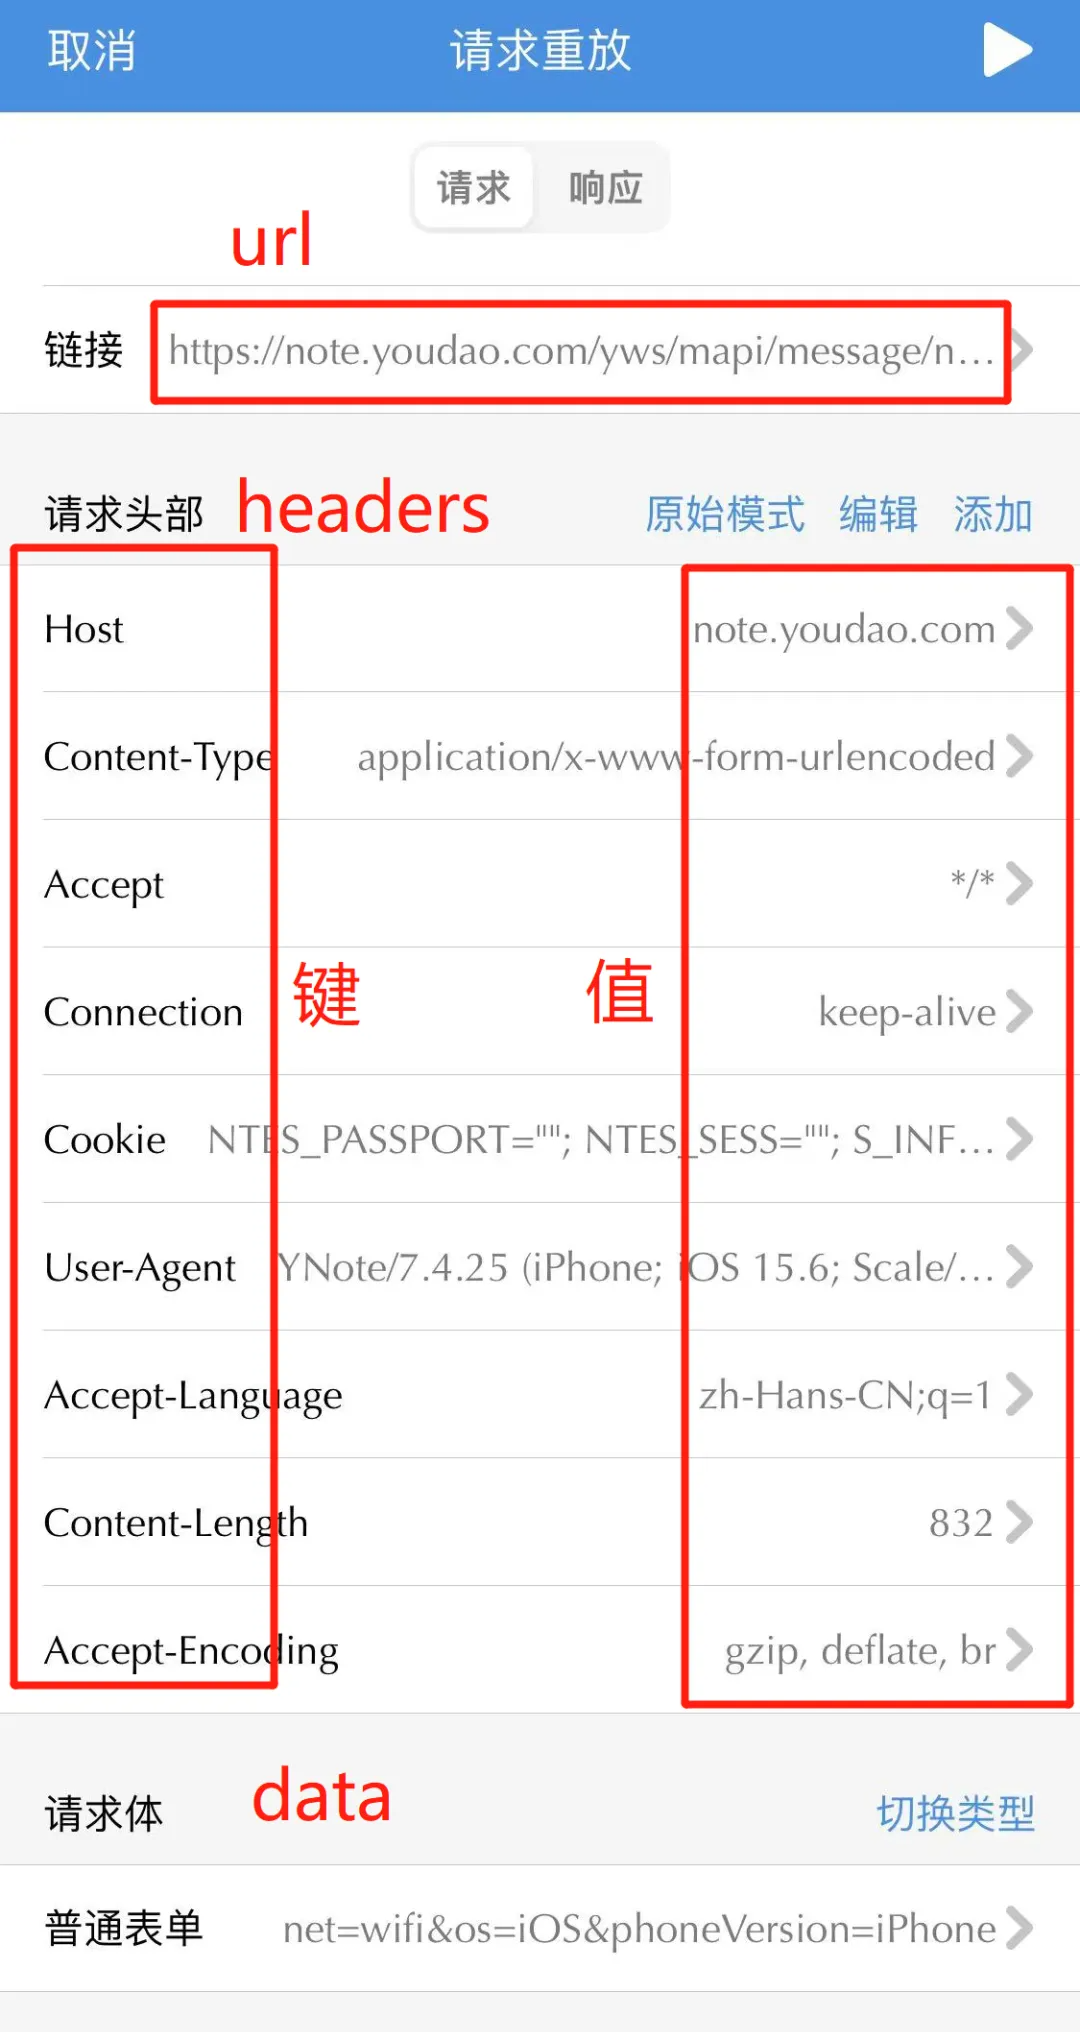 取消 请求重放
请求 响应
url
链接 https://note.youdao.com/yws/mapi/message/n...
请求头部 headers 原始模式 编辑 添加
Host note.youdao.com
Content-Type application/x-www-form-urlencoded
Accept */*
键 值
Connection keep-alive
Cookie NTES_PASSPORT=""; NTES_SESS=""; S_INF...
User-Agent YNote/7.4.25 (iPhone; iOS 15.6; Scale/...
Accept-Language zh-Hans-CN;q=1
Content-Length 832
Accept-Encoding gzip, deflate, br
请求体 data 切换类型
普通表单 net=wifi&os=iOS&phoneVersion=iPhone